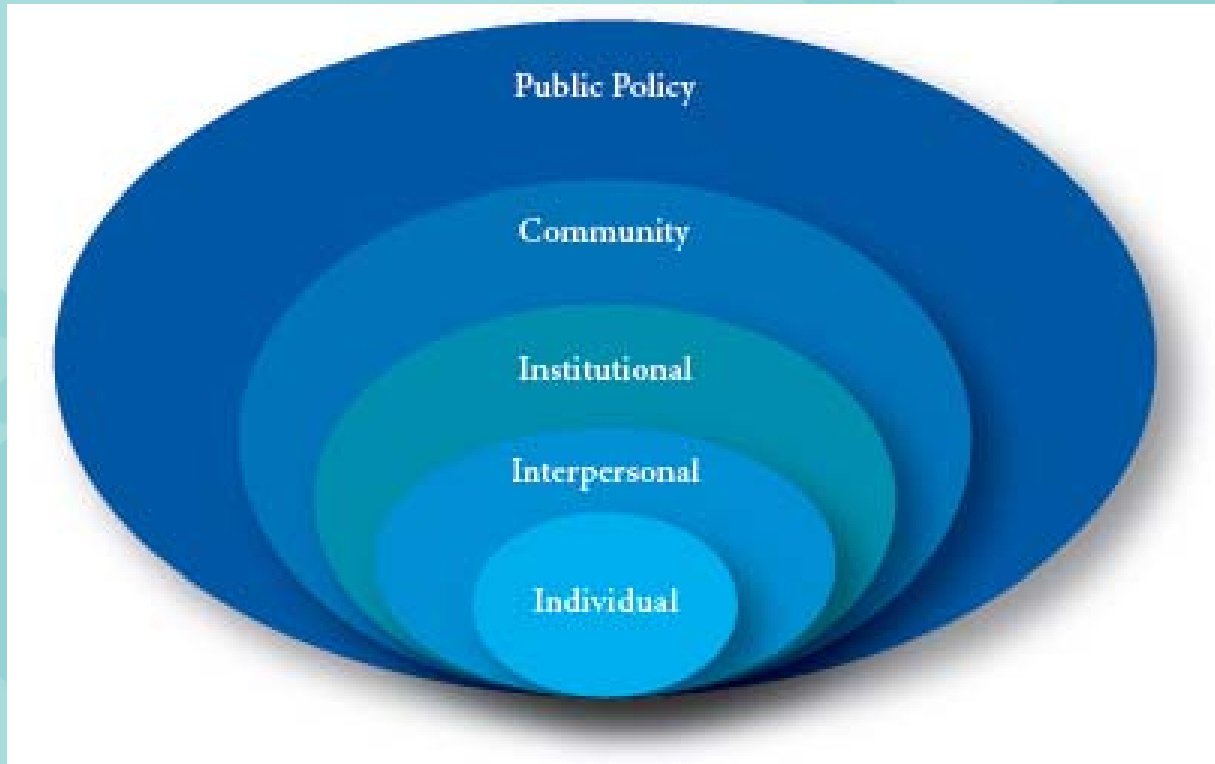 Public Policy
Community
Institutional
Interpersonal
Individual